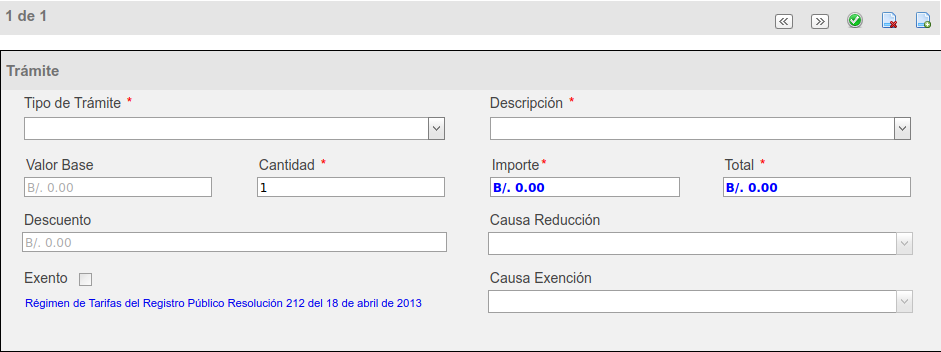 1 de 1
Trámite
Tipo de Trámite *
Descripción *
Valor Base
Cantidad *
Importe*
Total *
B/. 0.00
1
B/. 0.00
B/. 0.00
Descuento
Causa Reducción
B/. 0.00
Exento
Causa Exención
Régimen de Tarifas del Registro Público Resolución 212 del 18 de abril de 2013